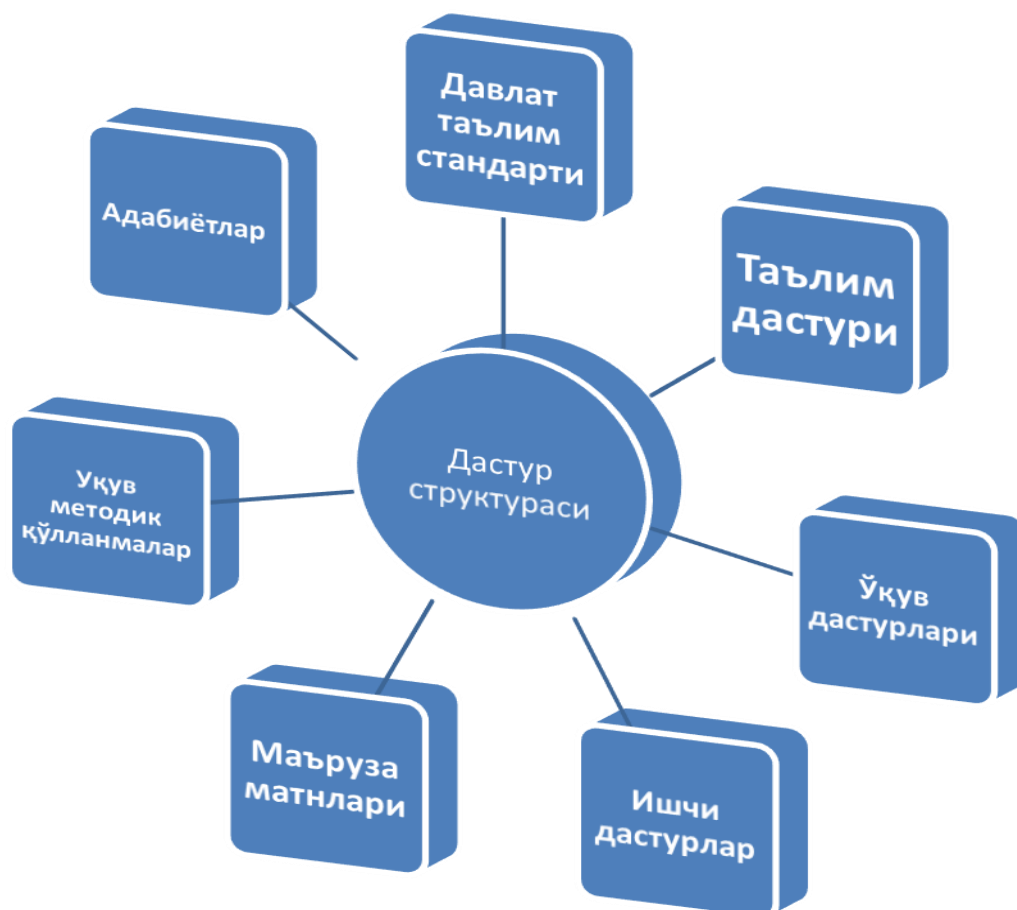 Давлат
таълим
стандарти
Адабиётлар
Таълим
дастури
Дастур
структураси
Уқув
методик
қўлланмалар
Ўқув
дастурлари
Маъруза
матнлари
Ишчи
дастурлар